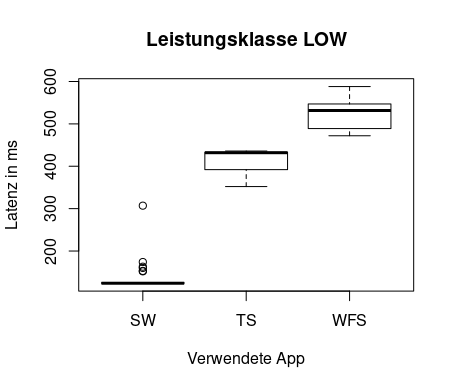 Leistungsklasse LOW
Latenz in ms
600
500
400
300
200
SW TS WFS
Verwendete App